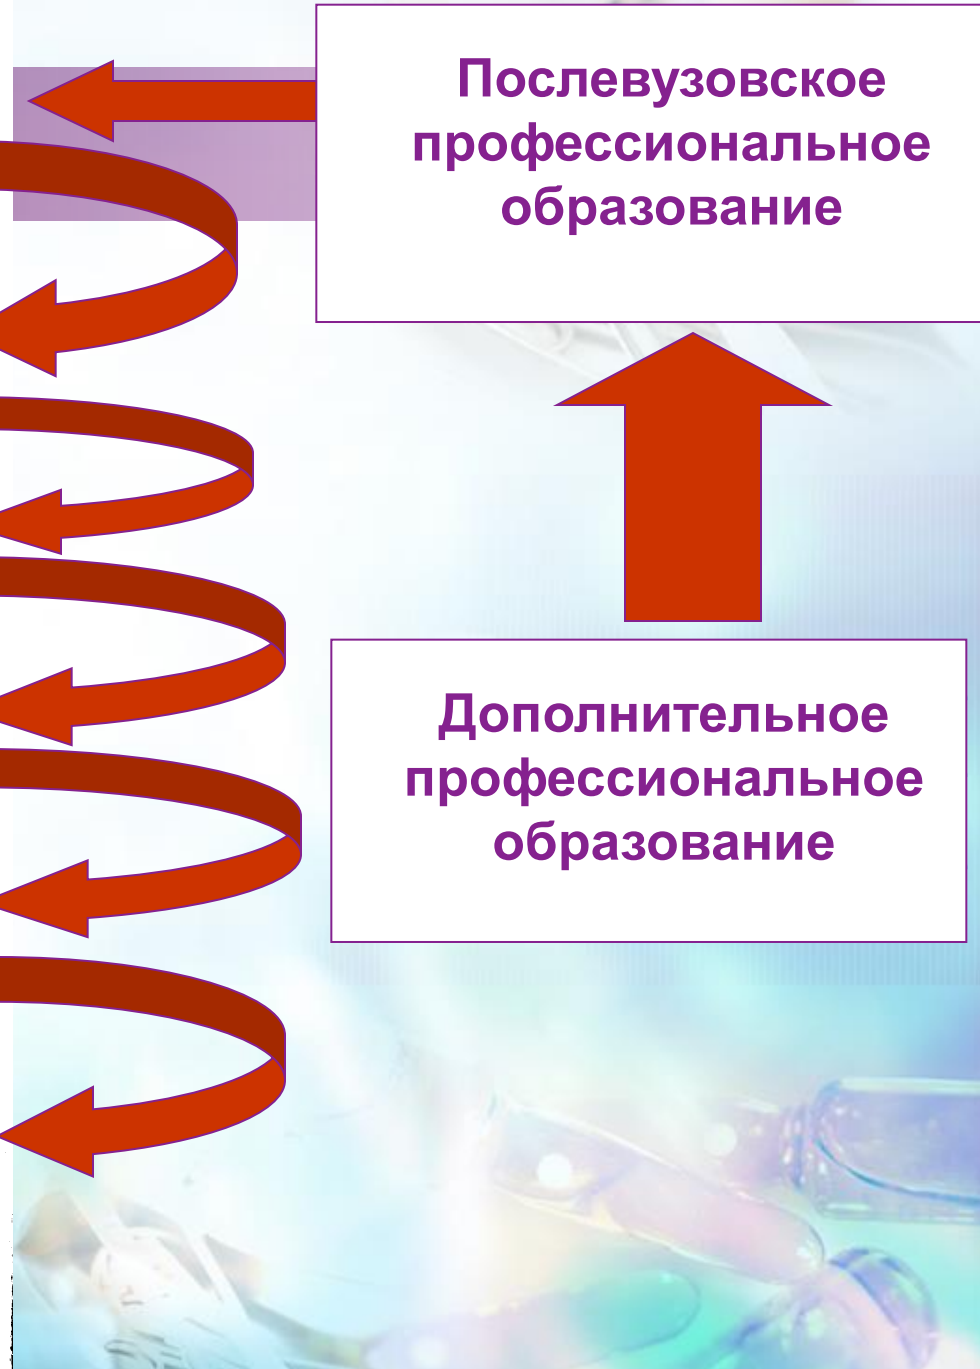 Послевузовское
профессиональное
образование
Дополнительное
профессиональное
образование